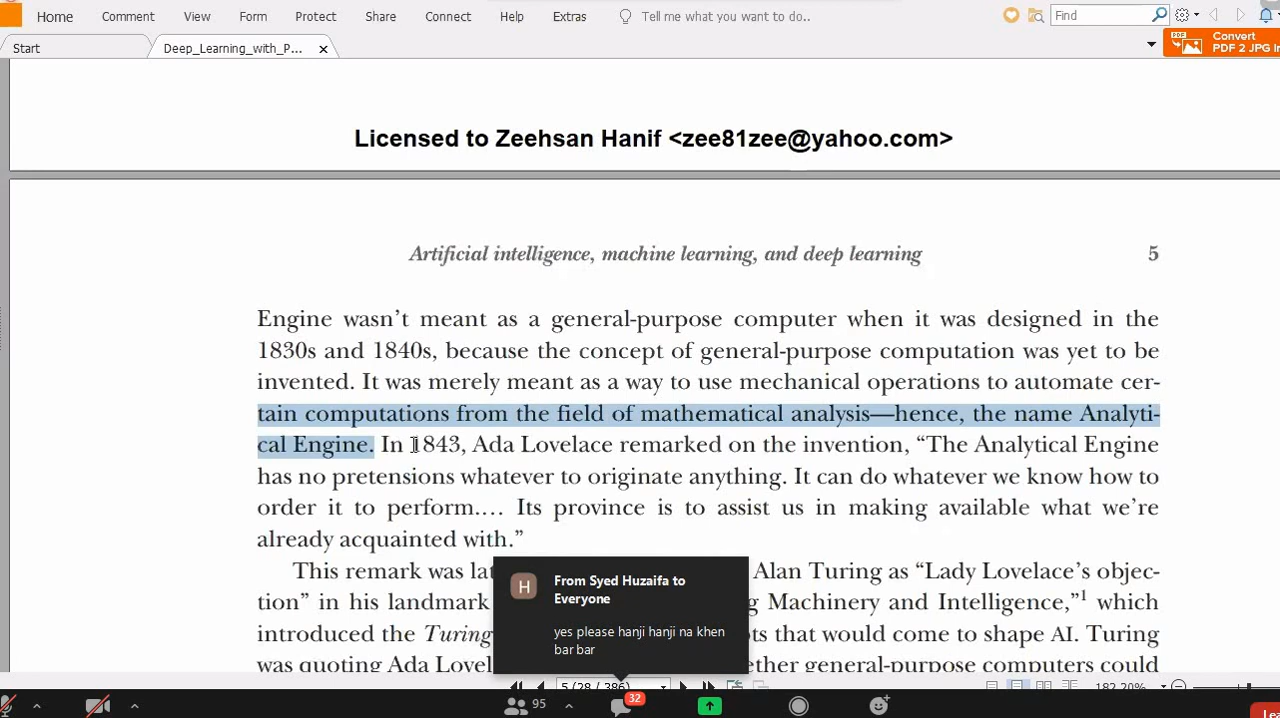 Home Comment View Form Protect Share Connect Help Extras Tell me what you want to do.. Find
Start Deep_Learning_with_P... Convert
PDF 2 JPG
Licensed to Zeehsan Hanif <zee81zee@yahoo.com>
Artificial intelligence, machine learning, and deep learning 5
Engine wasn't meant as a general-purpose computer when it was designed in the
1830s and 1840s, because the concept of general-purpose computation was yet to be
invented. It was merely meant as a way to use mechanical operations to automate cer-
tain computations from the field of mathematical analysis—hence, the name Analyti-
cal Engine. In 1843, Ada Lovelace remarked on the invention, “The Analytical Engine
has no pretensions whatever to originate anything. It can do whatever we know how to
order it to perform.… Its province is to assist us in making available what we’re
already acquainted with.”
This remark was Alan Turing as “Lady Lovelace’s objec-
tion” in his landmark Machinery and Intelligence,”1 which
introduced the that would come to shape AI. Turing
was quoting Ada general-purpose computers could
H From Syed Huzaifa to
Everyone
yes please hanji hanji na khen
bar bar
5 (28 / 386) 182.20%
95 32